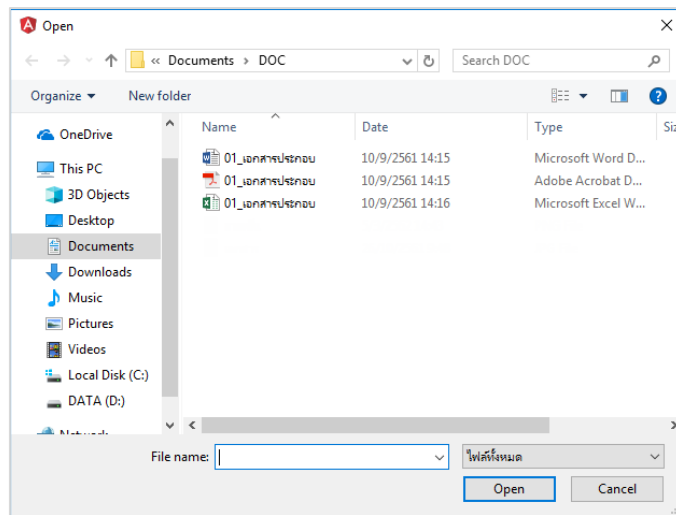 Open
« Documents › DOC
Search DOC
Organize
New folder
Name
Date
Type
Siz
01_เอกสารประกอบ
10/9/2561 14:15
Microsoft Word D...
01_เอกสารประกอบ
10/9/2561 14:15
Adobe Acrobat D...
01_เอกสารประกอบ
10/9/2561 14:16
Microsoft Excel W...
OneDrive
This PC
3D Objects
Desktop
Documents
Downloads
Music
Pictures
Videos
Local Disk (C:)
DATA (D:)
Network
File name:
ไฟล์ทั้งหมด
Open
Cancel